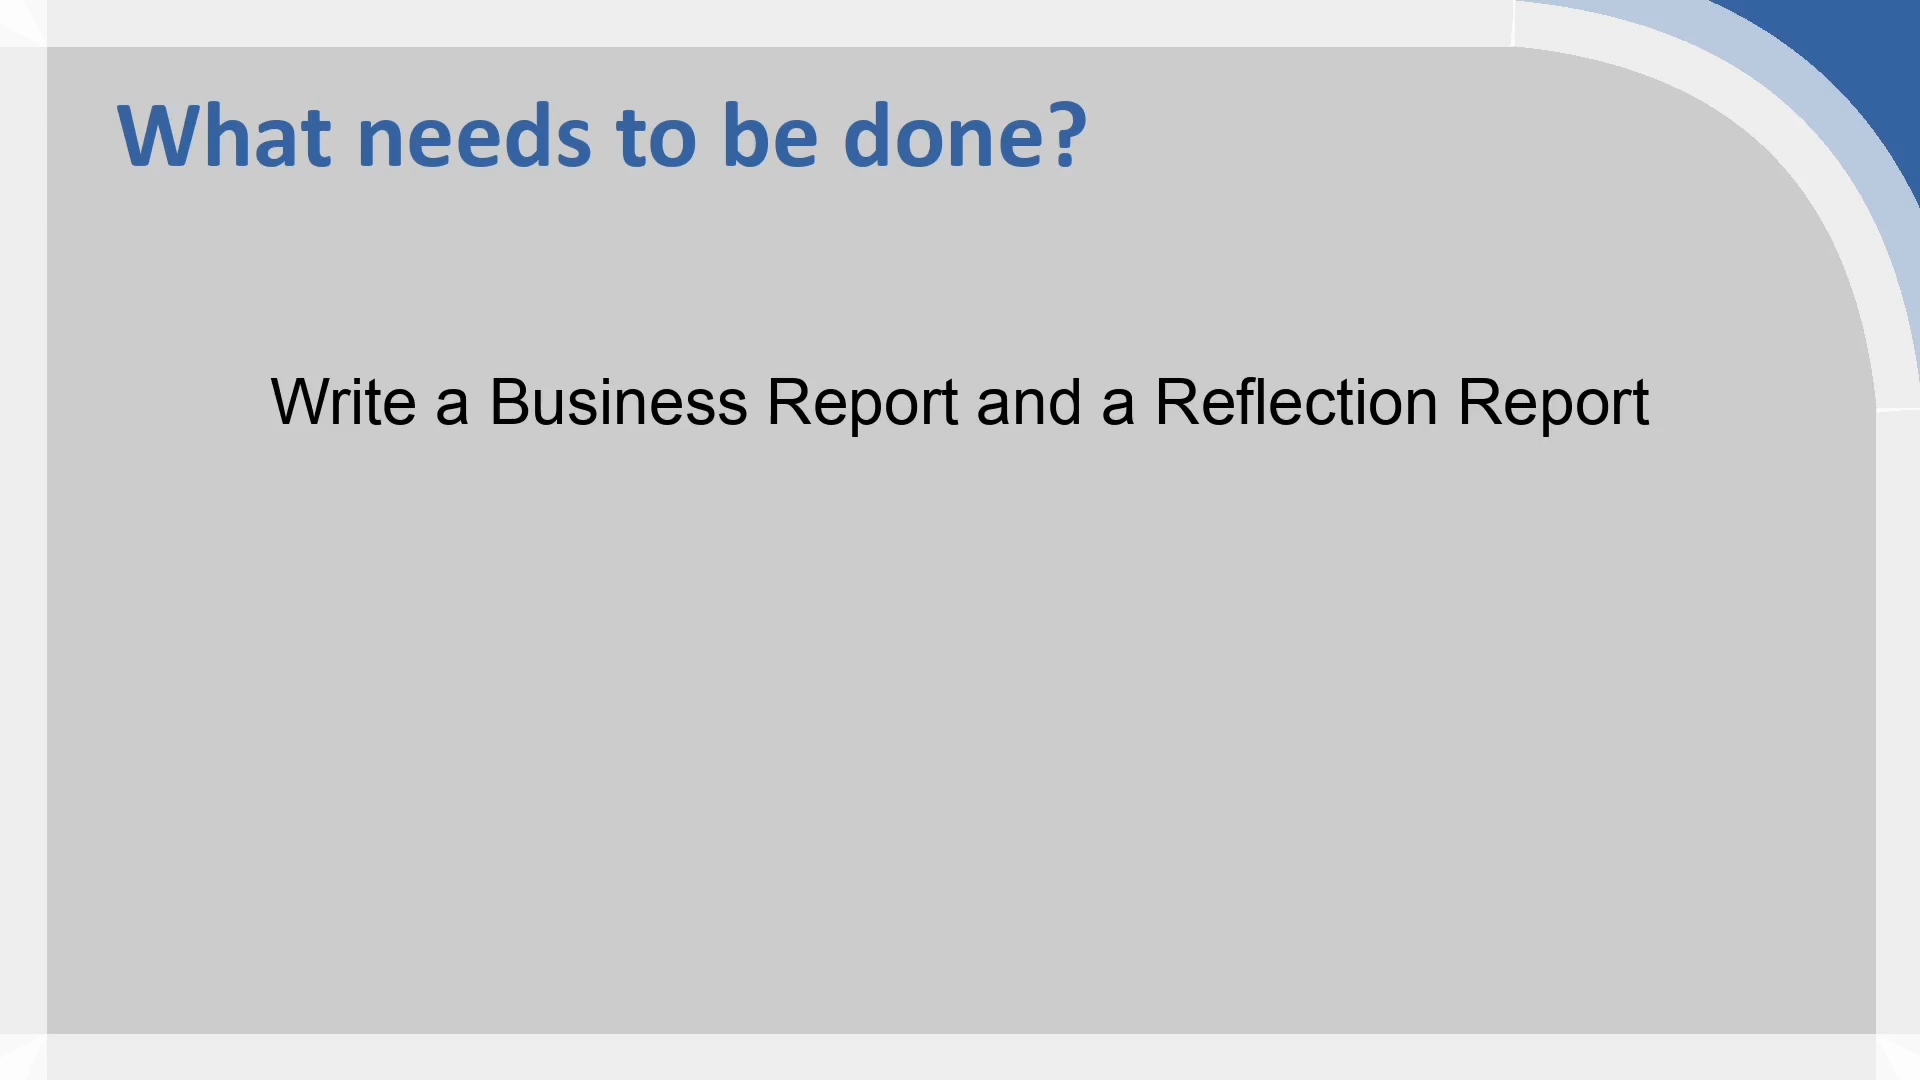 What needs to be done?
Write a Business Report and a Reflection Report